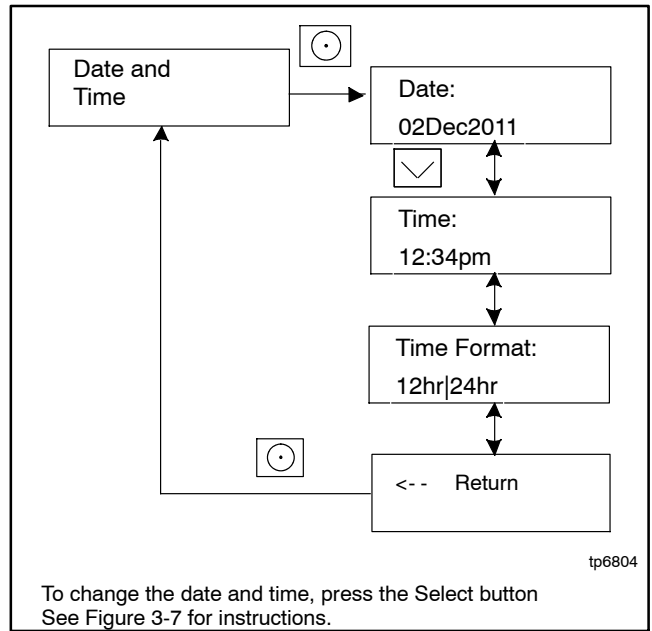 Date and
Time
Date:
02Dec2011
Time:
12:34pm
Time Format:
12hr|24hr
<-- Return
tp6804
To change the date and time, press the Select button
See Figure 3-7 for instructions.